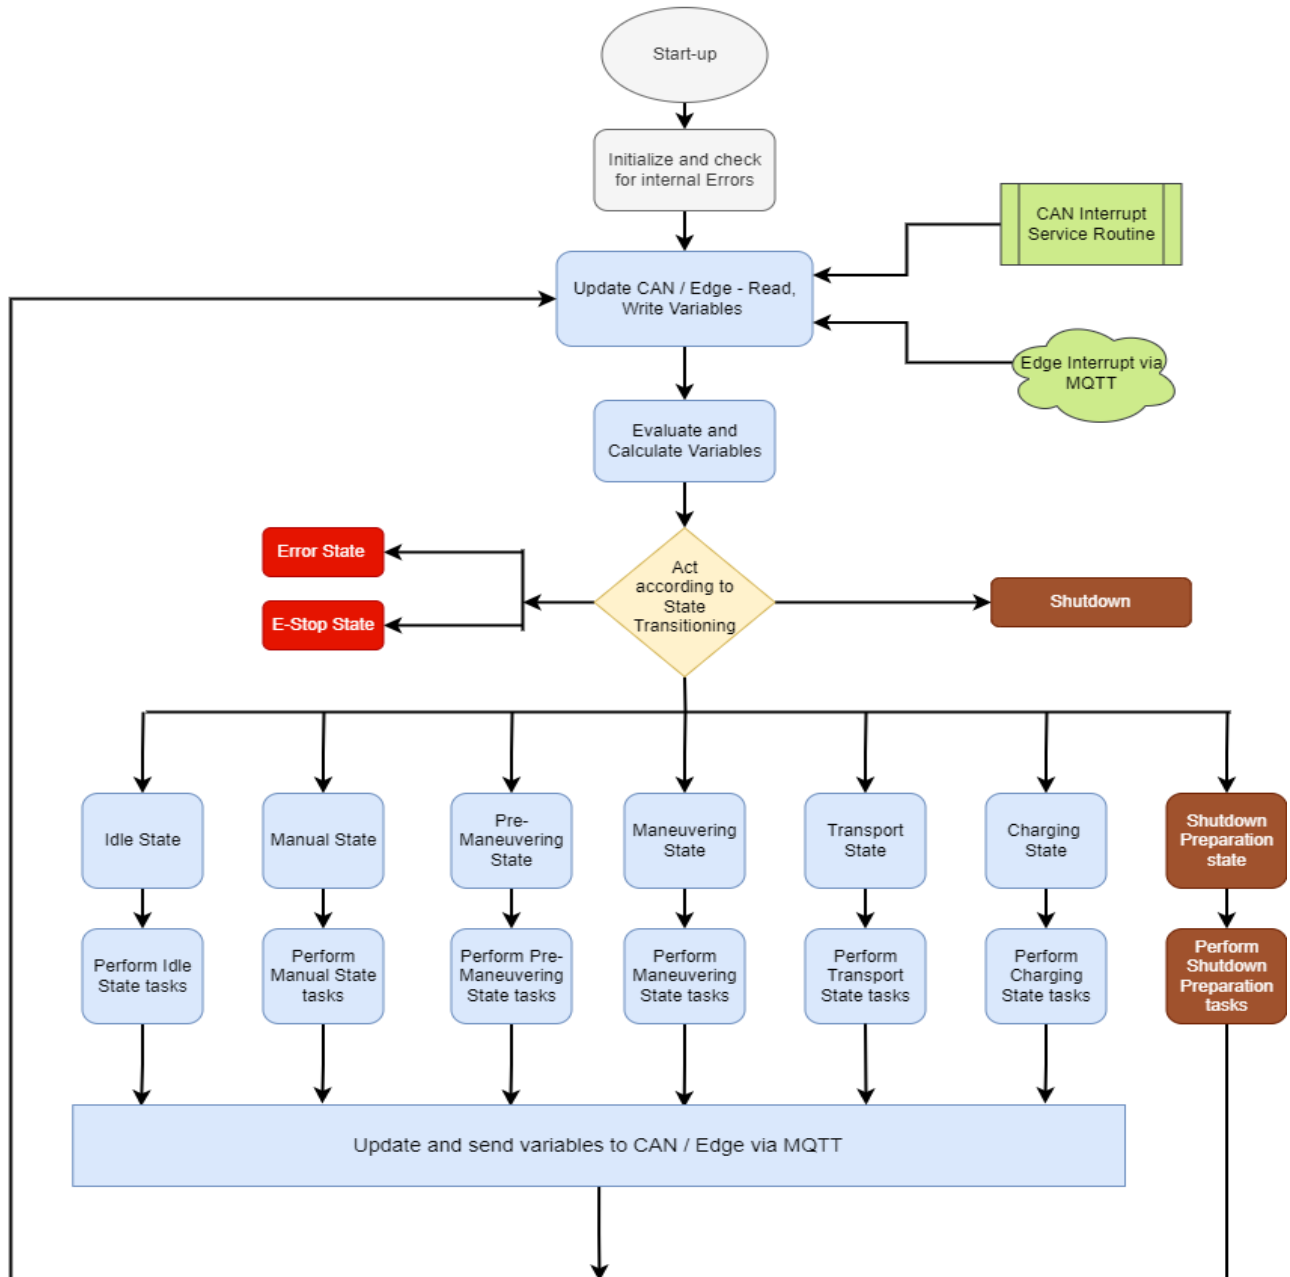 Start-up
Initialize and check
for internal Errors
CAN Interrupt
Service Routine
Update CAN / Edge - Read,
Write Variables
Edge Interrupt via
MQTT
Evaluate and
Calculate Variables
Error State
E-Stop State
Act
according to
State
Transitioning
Shutdown
Idle State
Manual State
Pre-
Maneuvering
State
Maneuvering
State
Transport
State
Charging
State
Shutdown
Preparation
state
Perform Idle
State tasks
Perform
Manual State
tasks
Perform Pre-
Maneuvering
State tasks
Perform
Maneuvering
State tasks
Perform
Transport
State tasks
Perform
Charging
State tasks
Perform
Shutdown
Preparation
tasks
Update and send variables to CAN / Edge via MQTT